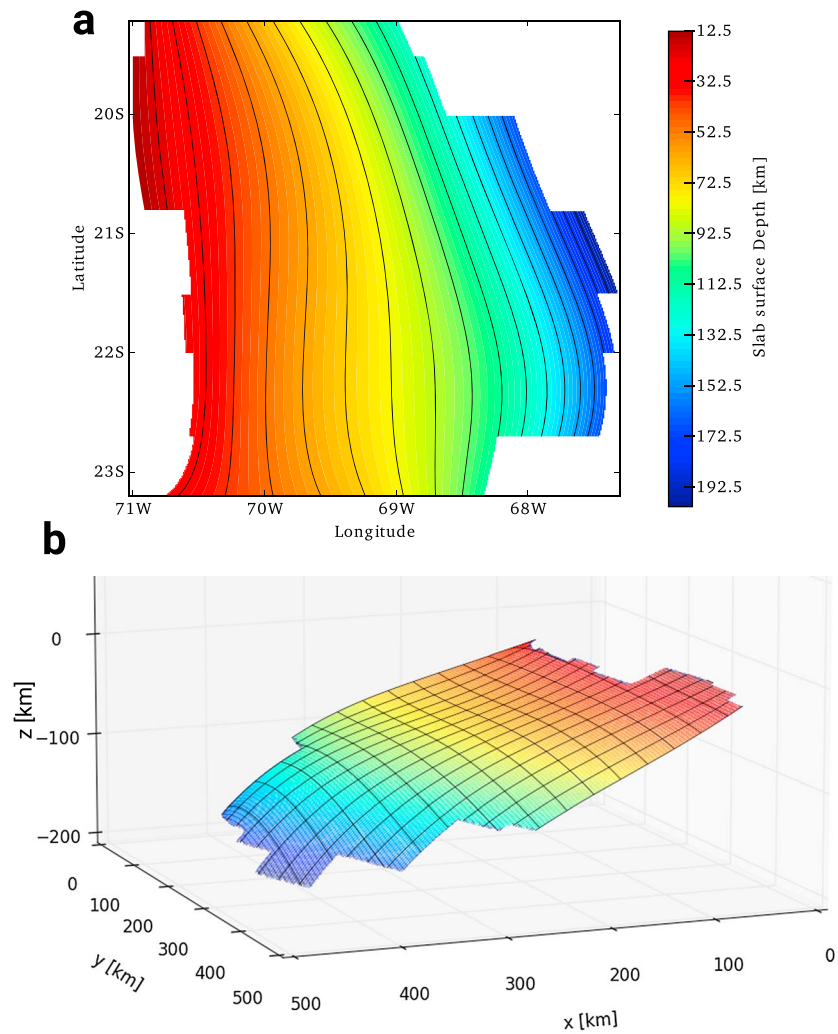 a
20S
21S
22S
23S
Latitude
71W
70W
69W
68W
Longitude
12.5
32.5
52.5
72.5
92.5
112.5
132.5
152.5
172.5
192.5
Slab surface Depth [km]
b
0
−100
−200
z [km]
0
100
200
300
400
500
y [km]
500
400
300
200
100
0
x [km]